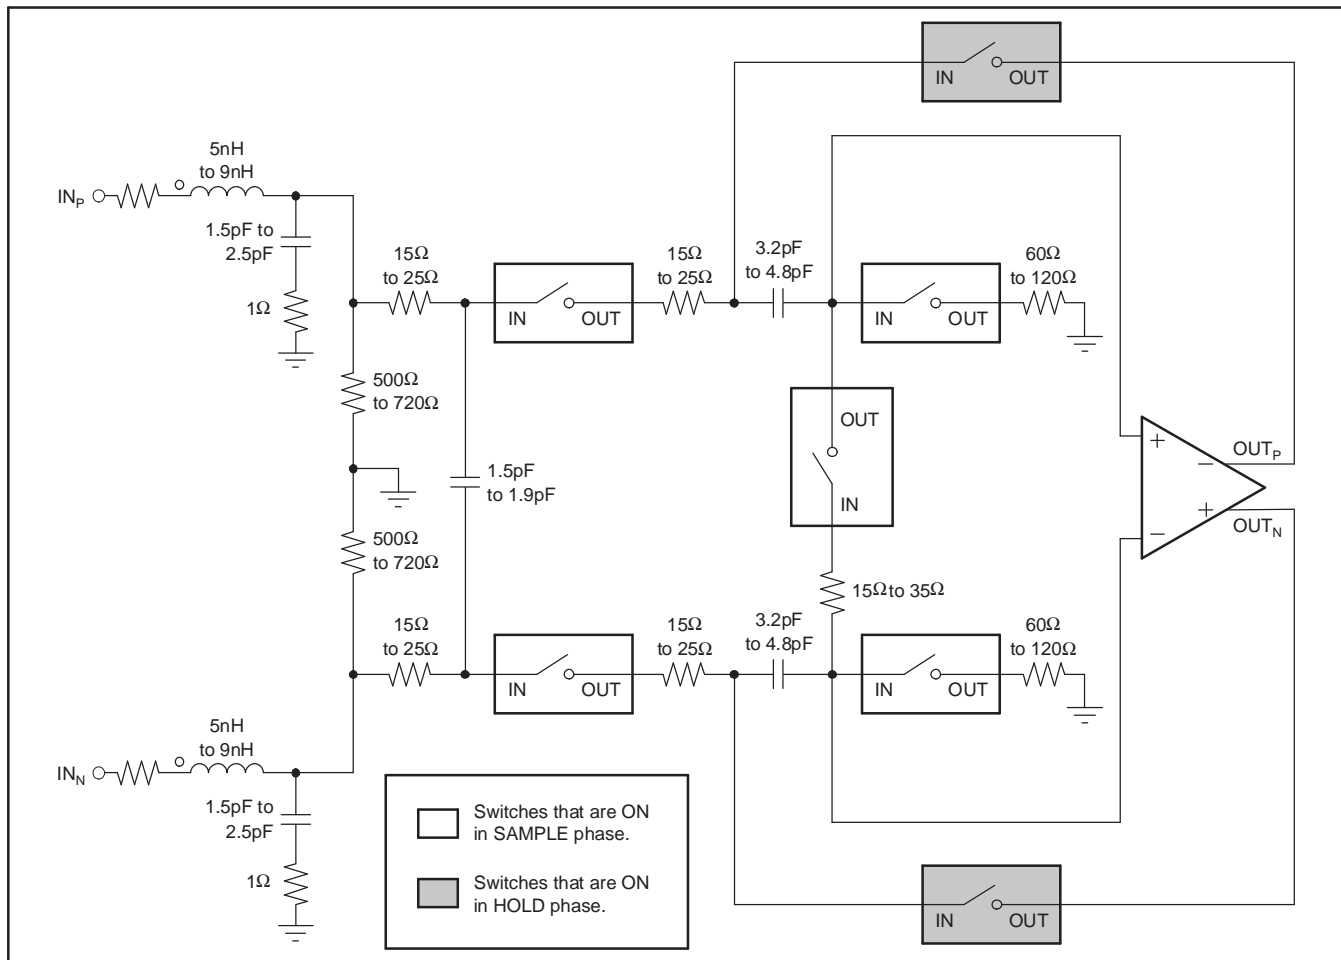 IN OUT
5nH
to 9nH
IN_P
1.5pF to
2.5pF
1Ω
15Ω
to 25Ω
IN OUT
15Ω
to 25Ω
3.2pF
to 4.8pF
IN OUT
60Ω
to 120Ω
500Ω
to 720Ω
OUT
IN
+
−
−
+
OUT_P
OUT_N
1.5pF
to 1.9pF
500Ω
to 720Ω
15Ω to 35Ω
15Ω
to 25Ω
IN OUT
15Ω
to 25Ω
3.2pF
to 4.8pF
IN OUT
60Ω
to 120Ω
5nH
to 9nH
IN_N
1.5pF to
2.5pF
1Ω
Switches that are ON
in SAMPLE phase.
Switches that are ON
in HOLD phase.
IN OUT